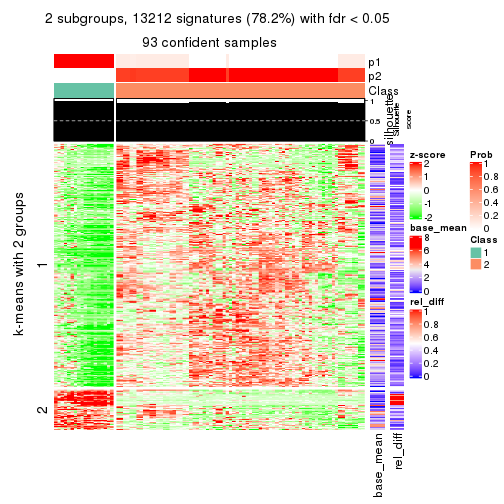 2 subgroups, 13212 signatures (78.2%) with fdr < 0.05
93 confident samples
p1
p2
Class
1
0.5
0
silhouette
Silhouette
score
k-means with 2 groups
1
2
base_mean
rel_diff
z-score
2
1
0
-1
-2
base_mean
8
6
4
2
0
rel_diff
1
0.8
0.6
0.4
0.2
0
Prob
1
0.8
0.6
0.4
0.2
0
Class
1
2